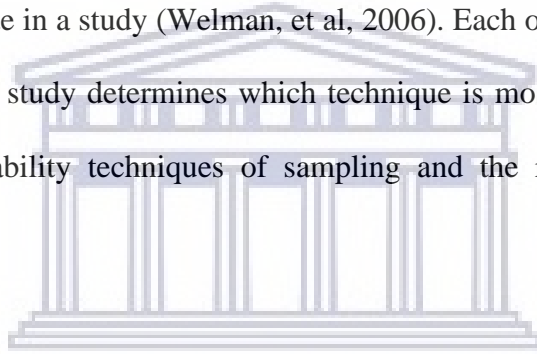 e in a study (Welman, et al, 2006). Each o
study determines which technique is mo
ability techniques of sampling and the